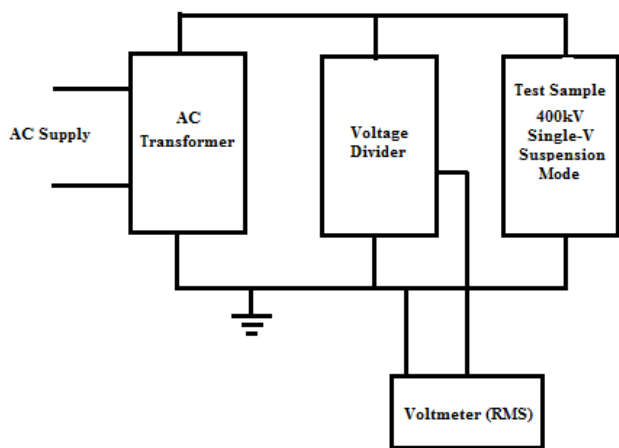 AC Supply
AC
Transformer
Voltage
Divider
Test Sample
400kV
Single-V
Suspension
Mode
Voltmeter (RMS)